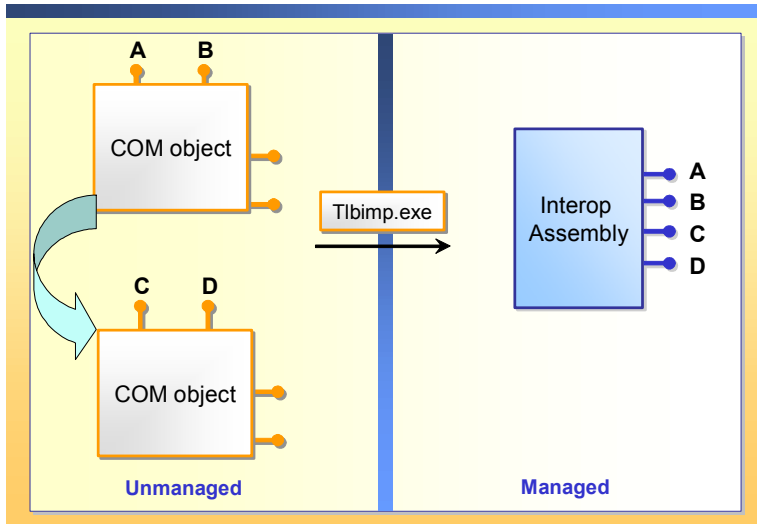 A B
COM object
Tlbimp.exe
Interop
Assembly
A
B
C
D
C D
COM object
Unmanaged
Managed